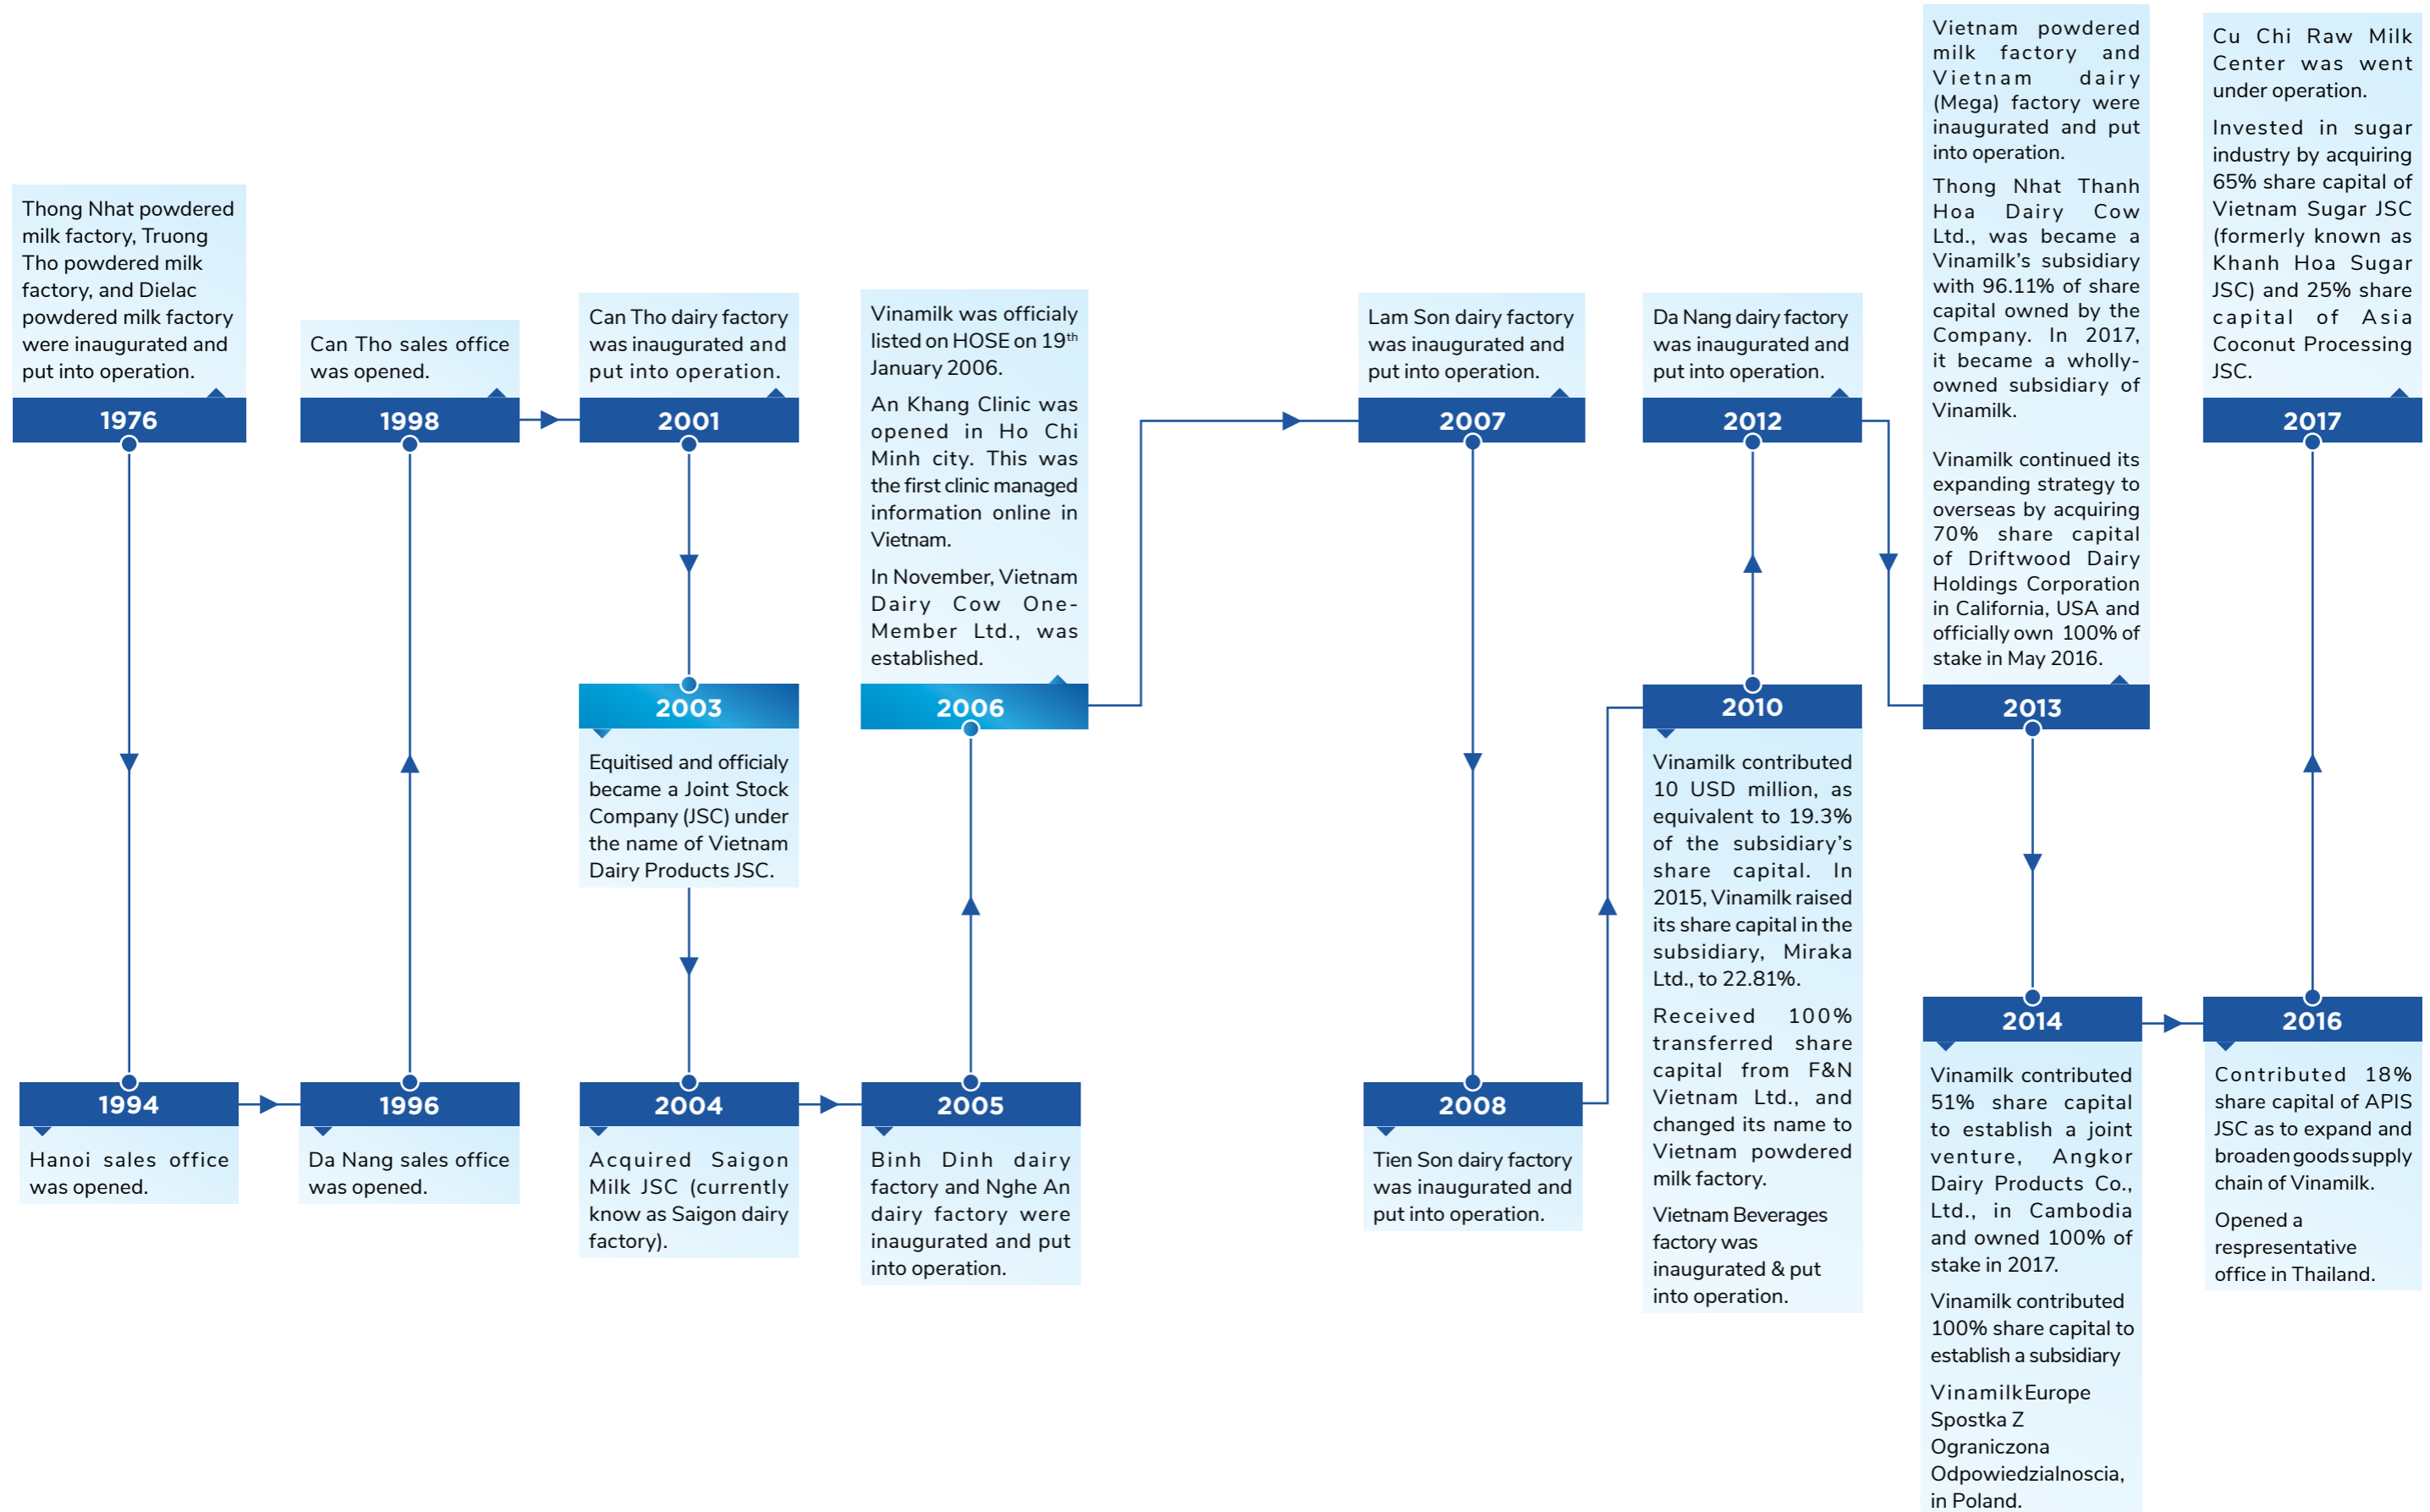 Thong Nhat powdered
milk factory, Truong
Tho powdered milk
factory, and Dielac
powdered milk factory
were inaugurated and
put into operation.
1976
1994
Hanoi sales office
was opened.
1996
Da Nang sales office
was opened.
Can Tho sales office
was opened.
1998
Can Tho dairy factory
was inaugurated and
put into operation.
2001
2003
Equitised and officialy
became a Joint Stock
Company (JSC) under
the name of Vietnam
Dairy Products JSC.
2004
Acquired Saigon
Milk JSC (currently
know as Saigon dairy
factory).
2005
Binh Dinh dairy
factory and Nghe An
dairy factory were
inaugurated and put
into operation.
Vinamilk was officialy
listed on HOSE on 19th
January 2006.
An Khang Clinic was
opened in Ho Chi
Minh city. This was
the first clinic managed
information online in
Vietnam.
In November, Vietnam
Dairy Cow One-
Member Ltd., was
established.
2006
Lam Son dairy factory
was inaugurated and
put into operation.
2007
2008
Tien Son dairy factory
was inaugurated and
put into operation.
2010
Vinamilk contributed
10 USD million, as
equivalent to 19.3%
of the subsidiary's
share capital. In
2015, Vinamilk raised
its share capital in the
subsidiary, Miraka
Ltd., to 22.81%.
Received 100%
transferred share
capital from F&N
Vietnam Ltd., and
changed its name to
Vietnam powdered
milk factory.
Vietnam Beverages
factory was
inaugurated & put
into operation.
Da Nang dairy factory
was inaugurated and
put into operation.
2012
Vietnam powdered
milk factory and
Vietnam dairy
(Mega) factory were
inaugurated and put
into operation.
Thong Nhat Thanh
Hoa Dairy Cow
Ltd., was became a
Vinamilk's subsidiary
with 96.11% of share
capital owned by the
Company. In 2017,
it became a wholly-
owned subsidiary of
Vinamilk.
Vinamilk continued its
expanding strategy to
overseas by acquiring
70% share capital
of Driftwood Dairy
Holdings Corporation
in California, USA and
officially own 100% of
stake in May 2016.
2013
2014
Vinamilk contributed
51% share capital
to establish a joint
venture, Angkor
Dairy Products Co.,
Ltd., in Cambodia
and owned 100% of
stake in 2017.
Vinamilk contributed
100% share capital to
establish a subsidiary
Vinamilk Europe
Spostka Z
Ograniczona
Odpowiedzialnoscia,
in Poland.
2016
Contributed 18%
share capital of APIS
JSC as to expand and
broaden goods supply
chain of Vinamilk.
Opened a
respresentative
office in Thailand.
Cu Chi Raw Milk
Center was went
under operation.
Invested in sugar
industry by acquiring
65% share capital of
Vietnam Sugar JSC
(formerly known as
Khanh Hoa Sugar
JSC) and 25% share
capital of Asia
Coconut Processing
JSC.
2017